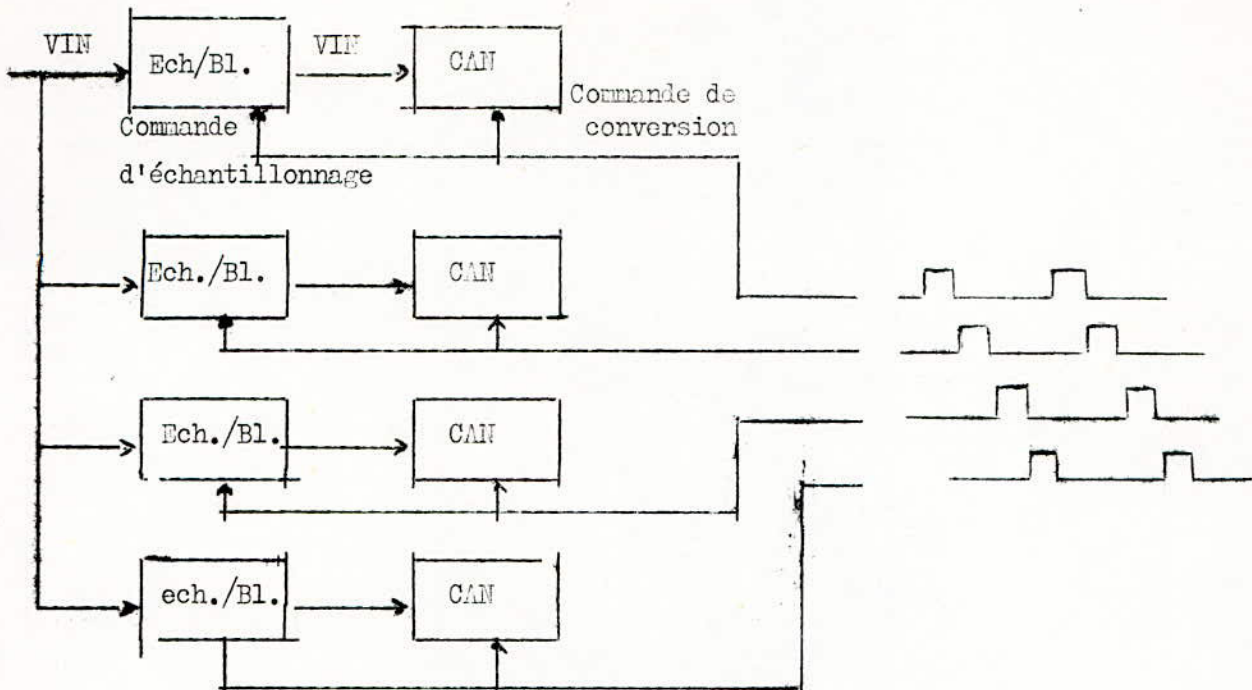 VIN
Ech/Bl.
VIN
CAN
Commande
d'échantillonnage
Commande de
conversion
Ech./Bl.
CAN
Ech./Bl.
CAN
ech./Bl.
CAN